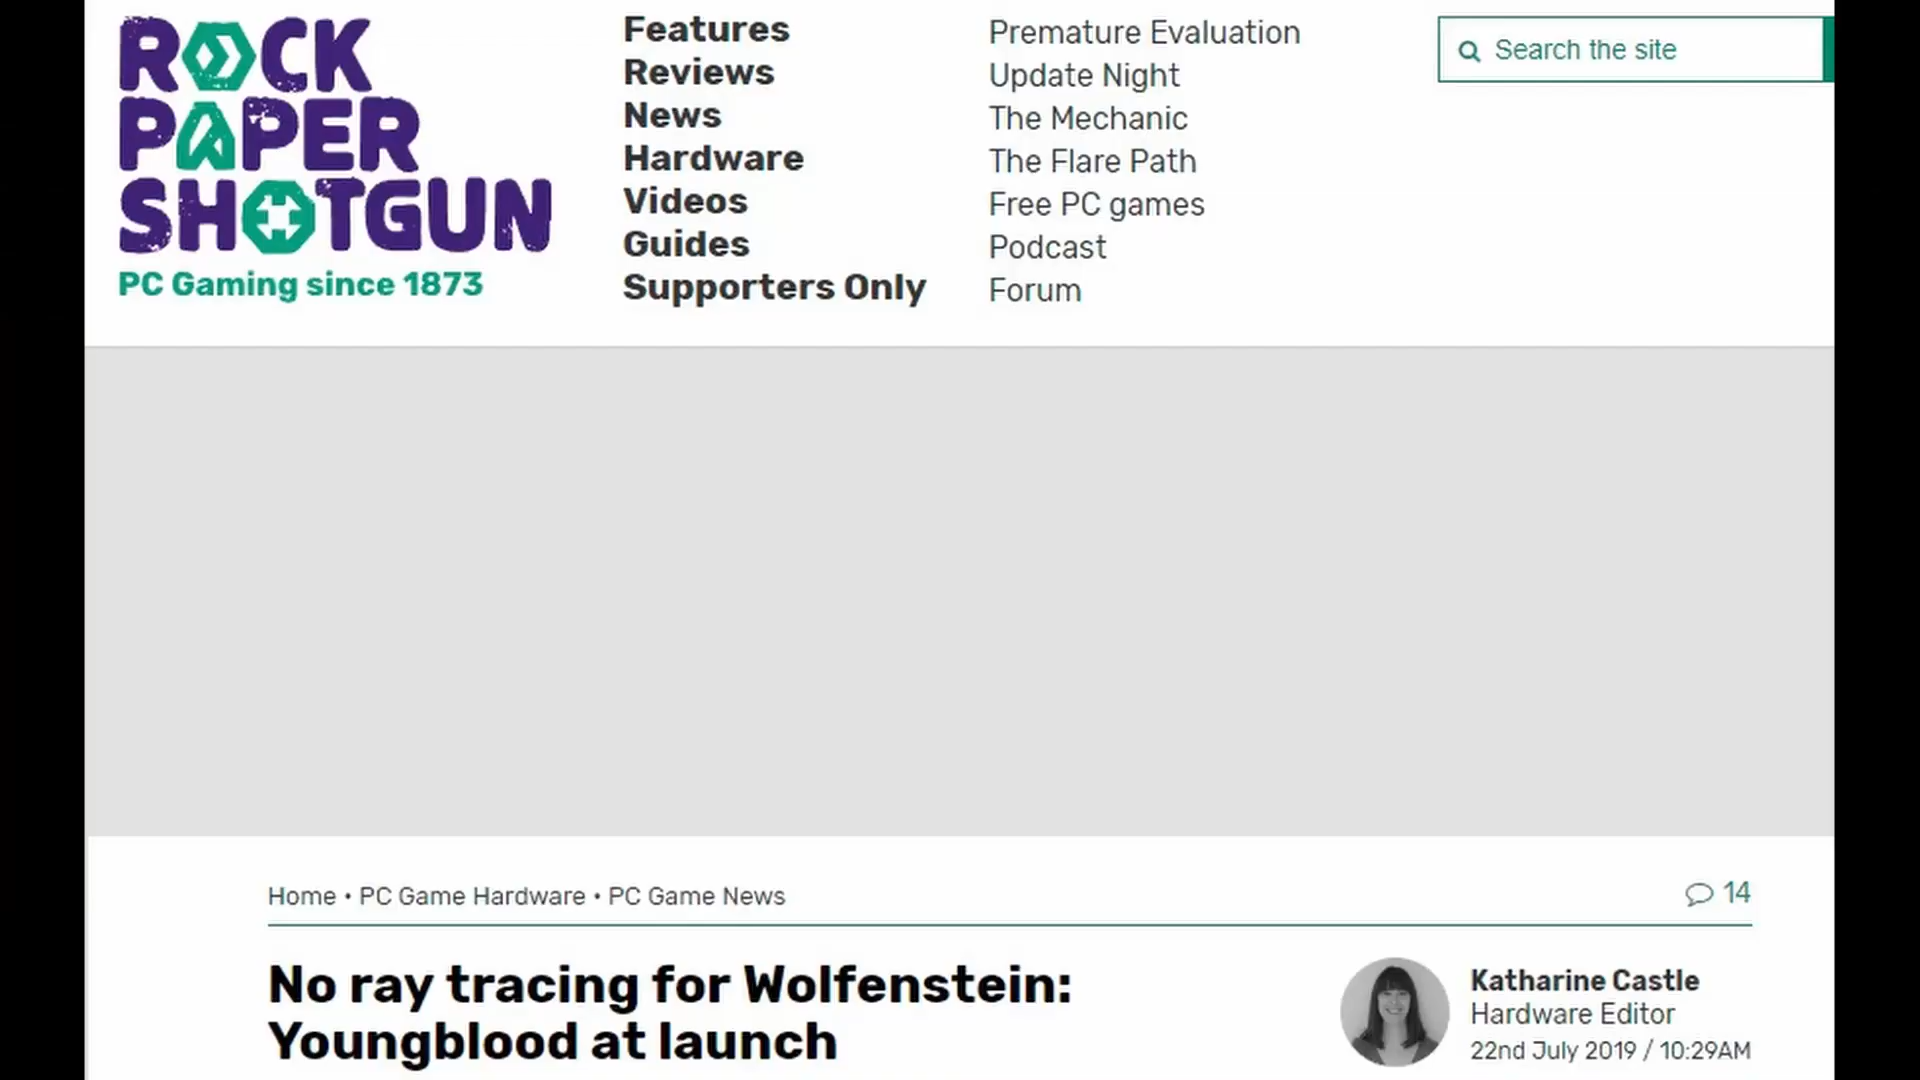 ROCK
PAPER
SHOTGUN
PC Gaming since 1873
Features
Reviews
News
Hardware
Videos
Guides
Supporters Only
Premature Evaluation
Update Night
The Mechanic
The Flare Path
Free PC games
Podcast
Forum
Search the site
Home • PC Game Hardware • PC Game News
14
No ray tracing for Wolfenstein:
Youngblood at launch
Katharine Castle
Hardware Editor
22nd July 2019 / 10:29AM